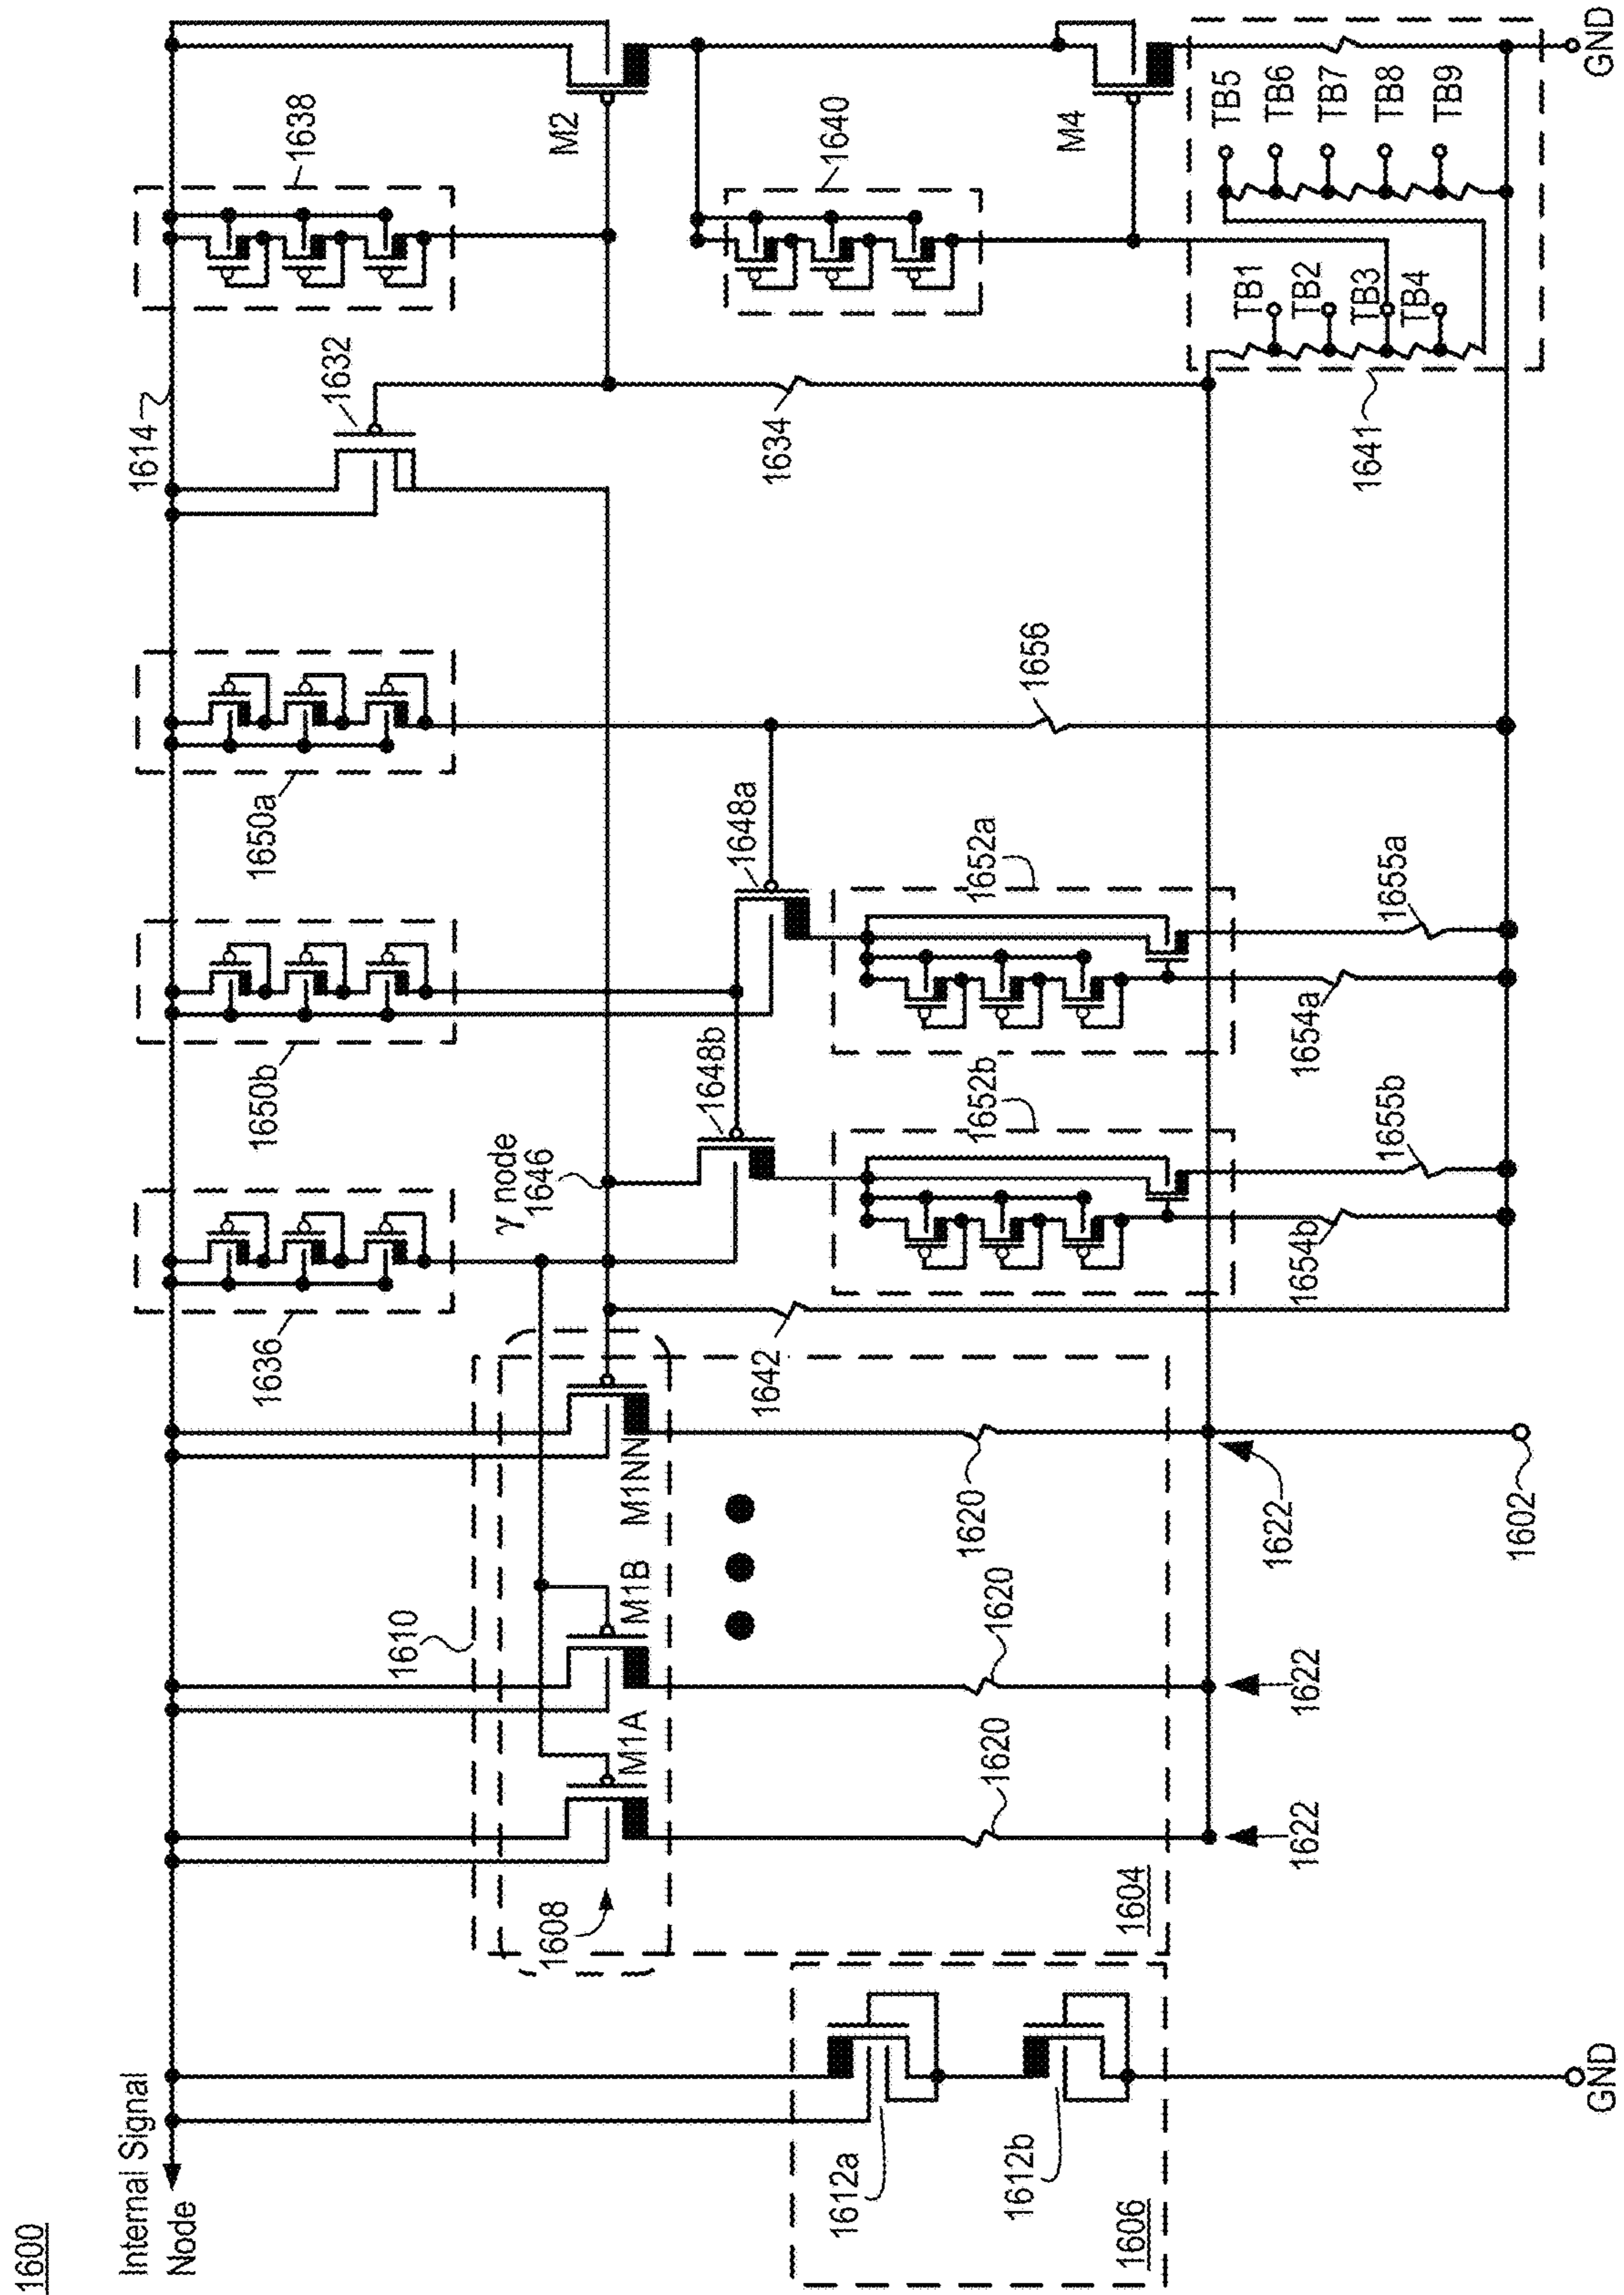 1600
Internal Signal
Node
1614
1636
1650b
1650a
1632
1638
M2
1640
M4
1610
1608
M1A
M1B
M1NN
γ node
1646
1648b
1648a
1634
1642
1656
1652b
1652a
1606
1612a
1612b
1604
1620
1620
1620
1654b
1655b
1654a
1655a
1641
TB1
TB2
TB3
TB4
TB5
TB6
TB7
TB8
TB9
1622
1622
1622
1602
GND
GND